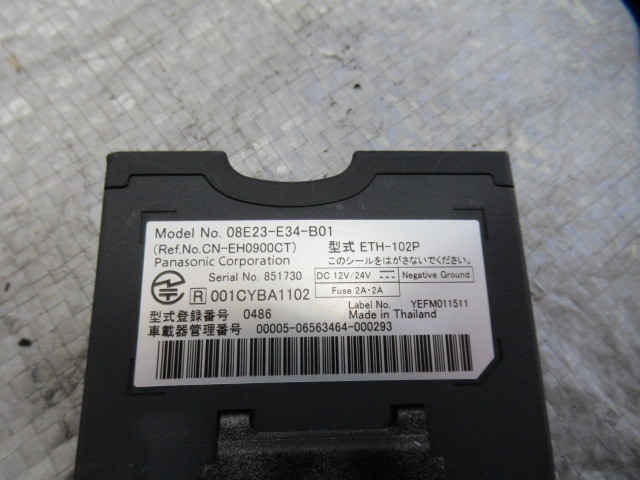 Model No. 08E23-E34-B01
(Ref.No.CN-EH0900CT) 型式 ETH-102P
Panasonic Corporation このシールをはがさないでください。
Serial No. 851730 DC 12V/24V Negative Ground
Fuse 2A・2A
R 001CYBA1102
Label No. YEFM011511
型式登録番号 0486 Made in Thailand
車載器管理番号 00005-06563464-000293